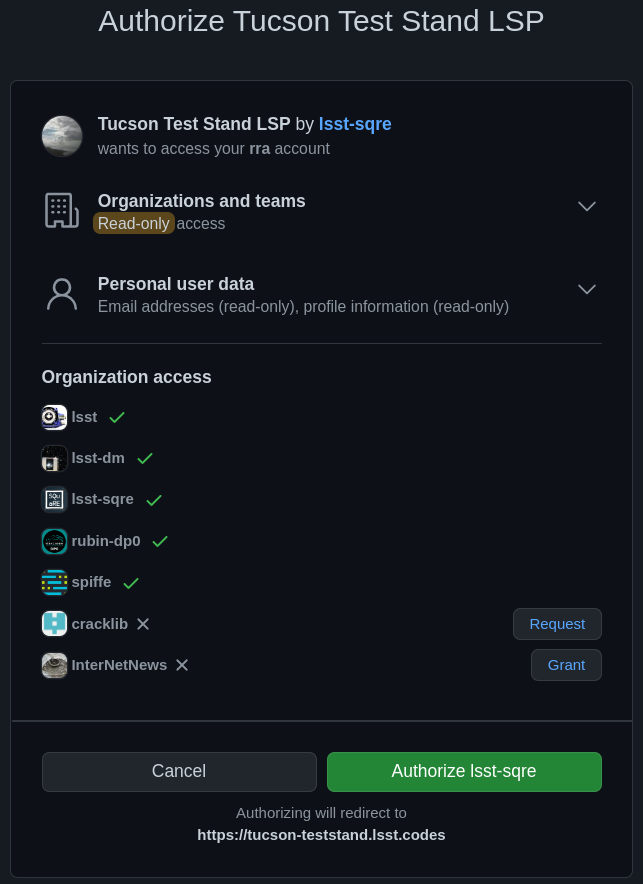 Authorize Tucson Test Stand LSP
Tucson Test Stand LSP by lsst-sqre
wants to access your rra account
Organizations and teams
Read-only access
Personal user data
Email addresses (read-only), profile information (read-only)
Organization access
lsst
lsst-dm
SQu
aRE
lsst-sqre
rubin-dp0
spiffe
cracklib
Request
InterNetNews
Grant
Cancel
Authorize lsst-sqre
Authorizing will redirect to
https://tucson-teststand.lsst.codes